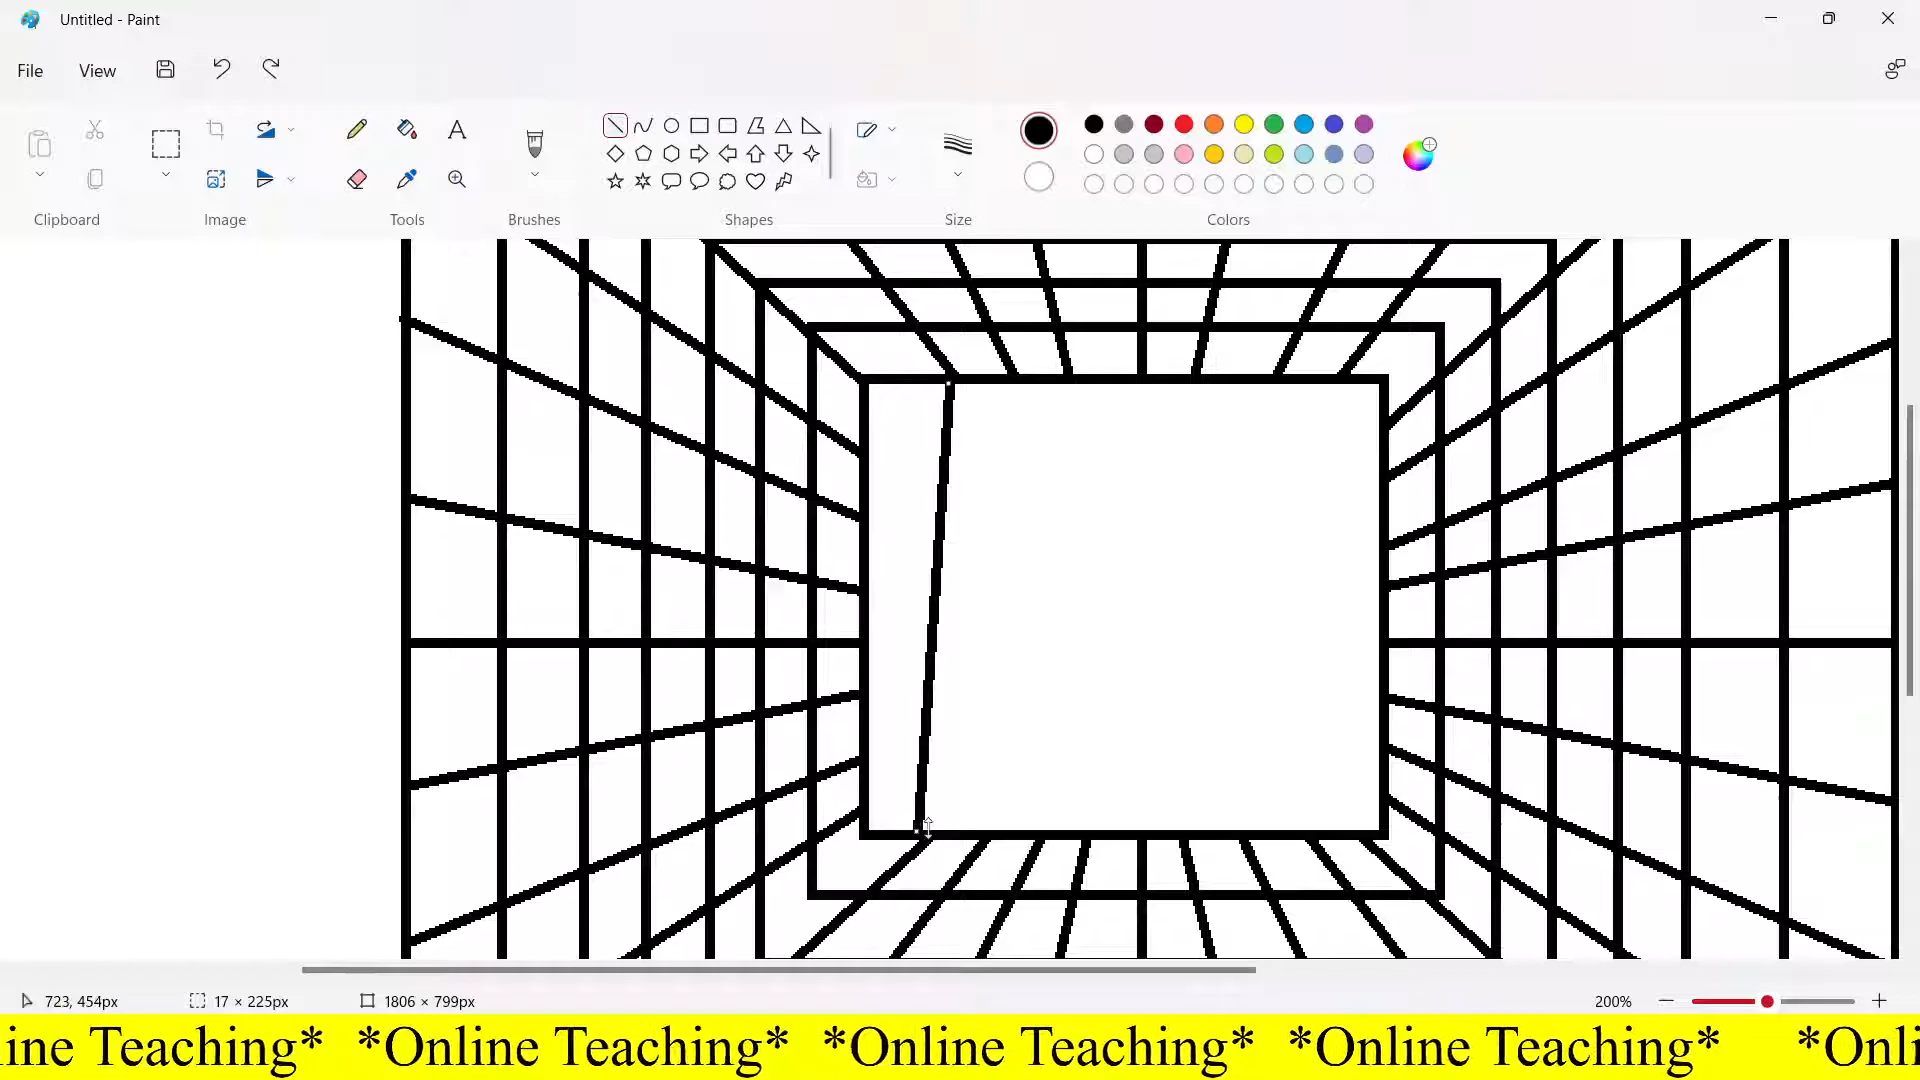 Untitled - Paint
File View
Clipboard Image Tools Brushes Shapes Size Colors
723, 454px 17 × 225px 1806 × 799px 200%
ine Teaching* *Online Teaching* *Online Teaching* *Online Teaching* *Onli